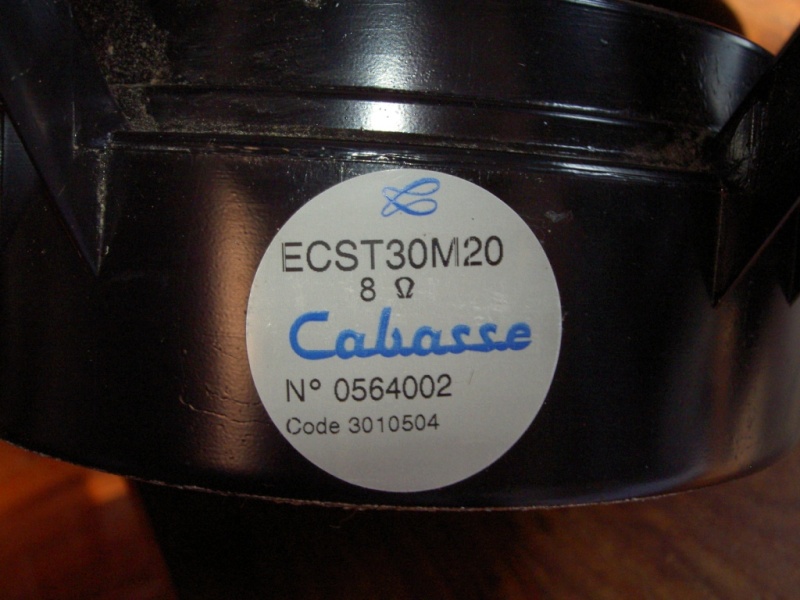 ECST30M20
8 Ω
Cabasse
N° 0564002
Code 3010504